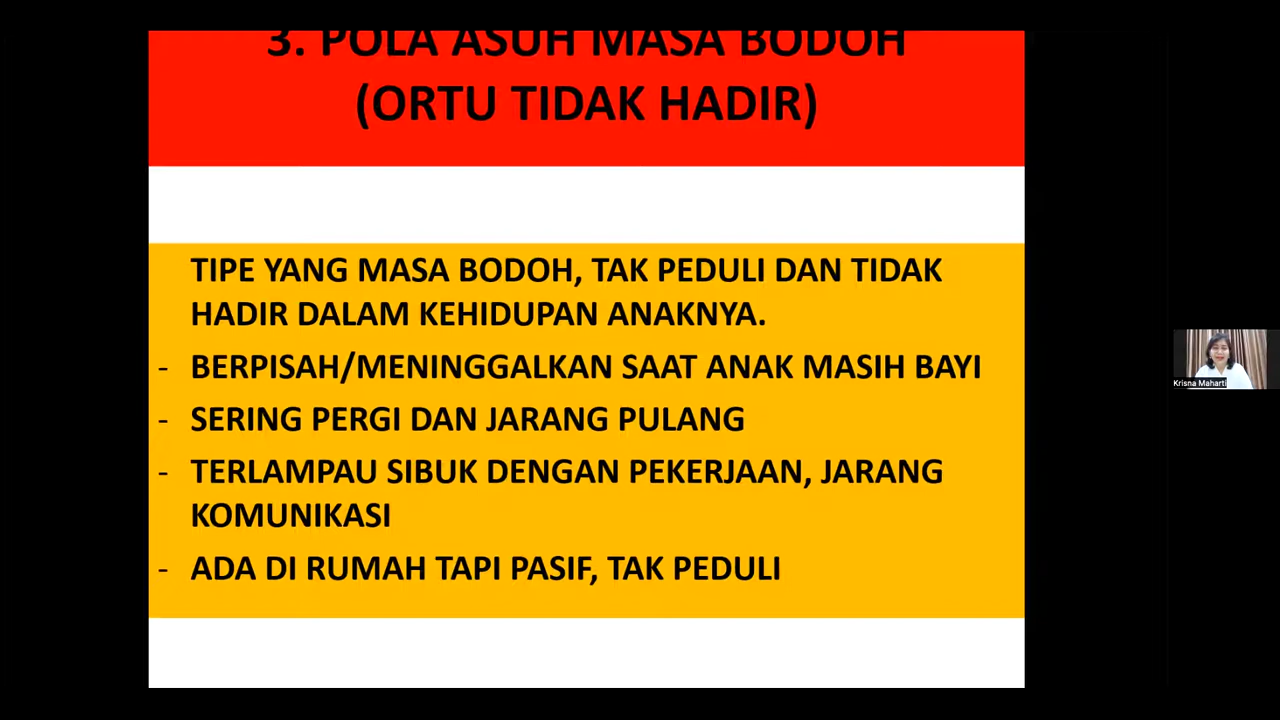 3. POLA ASUH MASA BODOH
(ORTU TIDAK HADIR)
TIPE YANG MASA BODOH, TAK PEDULI DAN TIDAK
HADIR DALAM KEHIDUPAN ANAKNYA.
- BERPISAH/MENINGGALKAN SAAT ANAK MASIH BAYI
- SERING PERGI DAN JARANG PULANG
- TERLAMPAU SIBUK DENGAN PEKERJAAN, JARANG
KOMUNIKASI
- ADA DI RUMAH TAPI PASIF, TAK PEDULI
Krisna Maharti